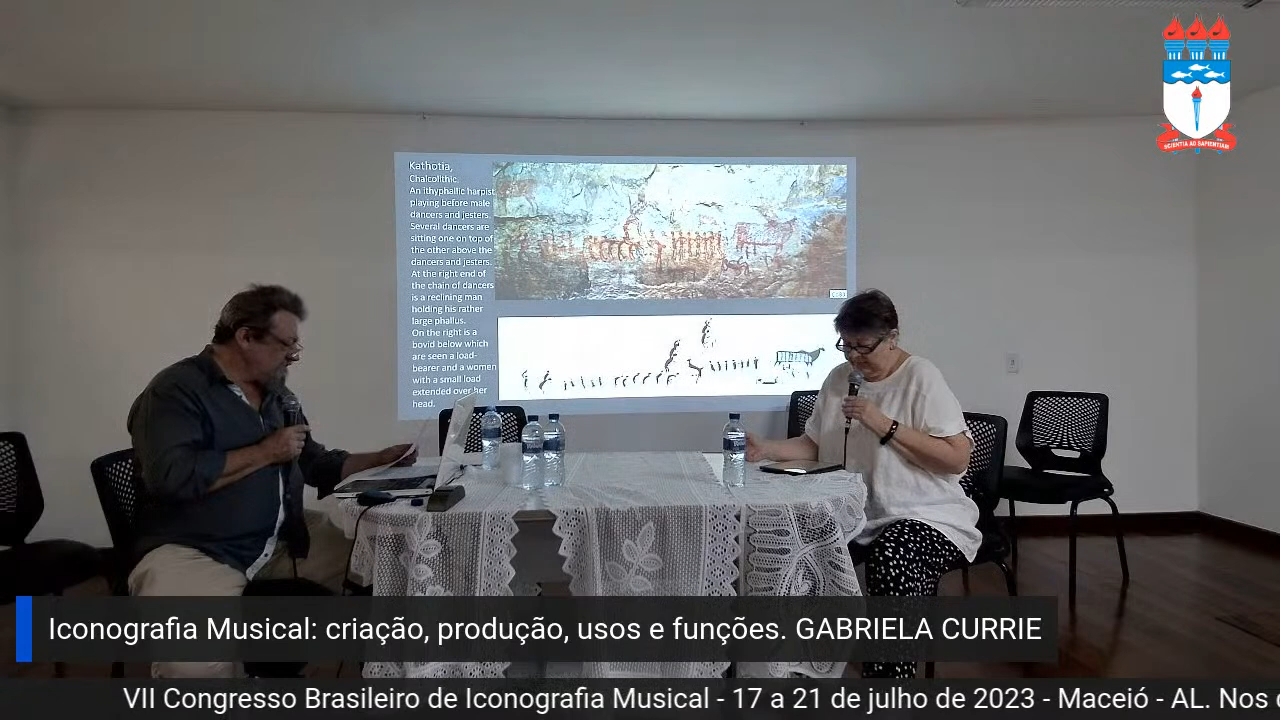 SCIENTIA AD SAPIENTIAM
Kathotia,
Chalcolithic.
An ithyphallic harpist
playing before male
dancers and jesters
Several dancers are
sitting one on top of
the other above the
dancers and jesters.
At the right end of
the chain of dancers
is a reclining man
holding his rather
large phallus.
On the right is a
bovid below which
are seen a load-
bearer and a women
with a small load
extended over her
head.
Iconografia Musical: criação, produção, usos e funções. GABRIELA CURRIE
VII Congresso Brasileiro de Iconografia Musical - 17 a 21 de julho de 2023 - Maceió - AL. Nos